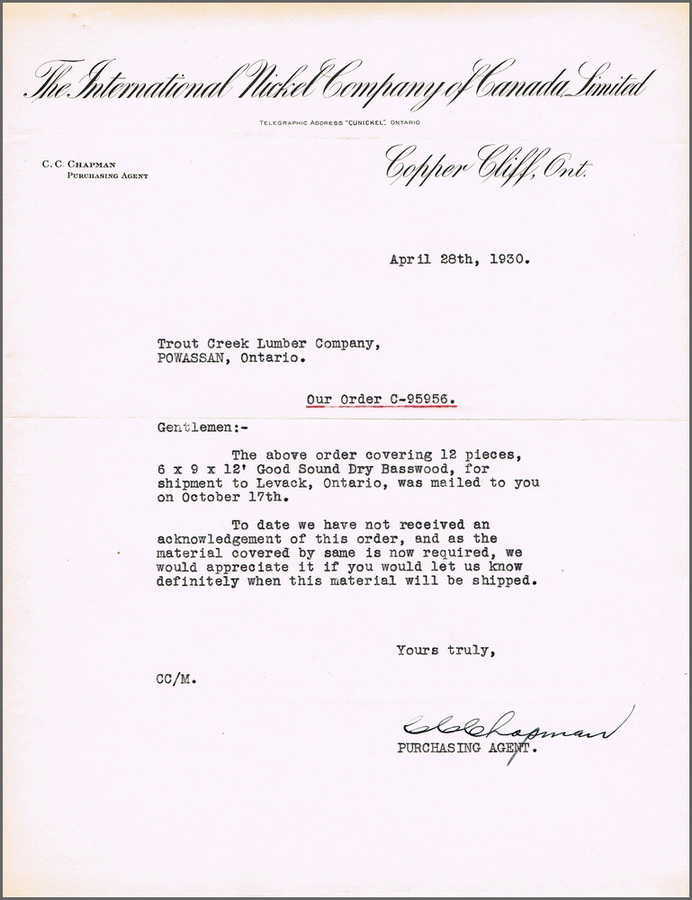 The International Nickel Company of Canada, Limited
TELEGRAPHIC ADDRESS "CUNICKEL", ONTARIO
C. C. CHAPMAN
PURCHASING AGENT
Copper Cliff, Ont.
April 28th, 1930.
Trout Creek Lumber Company,
POWASSAN, Ontario.
Our Order C-95956.
Gentlemen:-
The above order covering 12 pieces,
6 x 9 x 12' Good Sound Dry Basswood, for
shipment to Levack, Ontario, was mailed to you
on October 17th.
To date we have not received an
acknowledgement of this order, and as the
material covered by same is now required, we
would appreciate it if you would let us know
definitely when this material will be shipped.
Yours truly,
CC/M.
C C Chapman
PURCHASING AGENT.